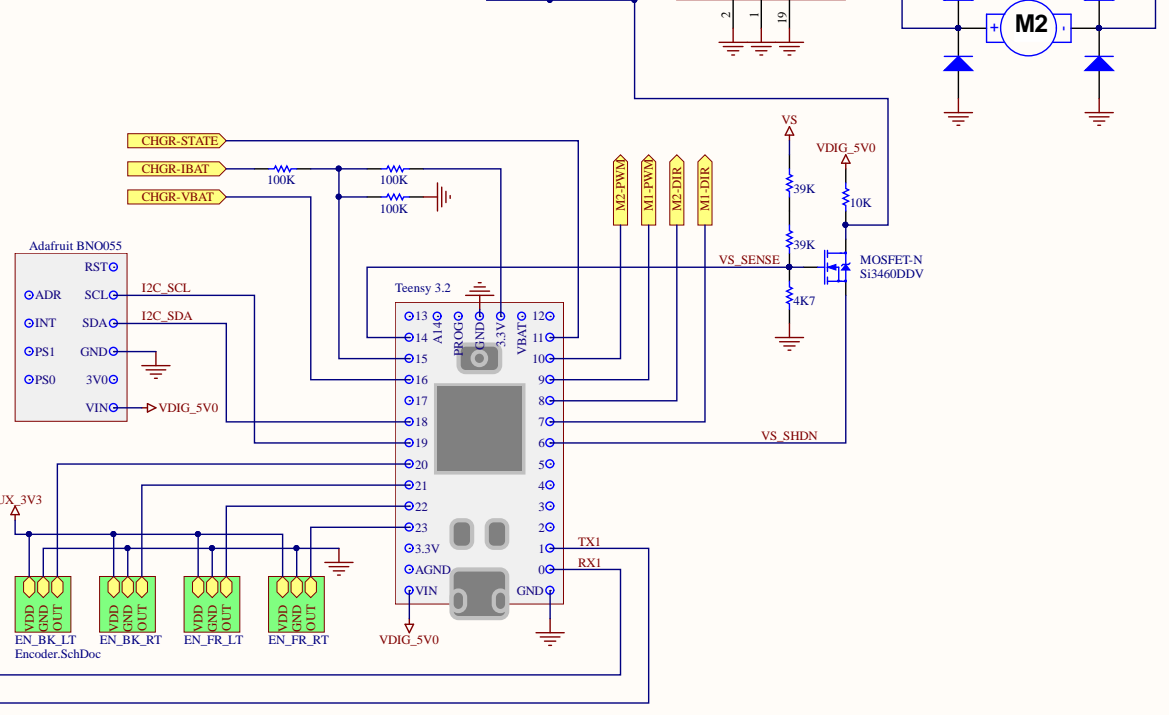 2
1
19
M2
+
-
VS
VDIG_5V0
CHGR-STATE
CHGR-IBAT
100K
100K
CHGR-VBAT
100K
M2-PWM
M1-PWM
M2-DIR
M1-DIR
39K
10K
39K
VS_SENSE
MOSFET-N
Si3460DDV
4K7
Adafruit BNO055
RST
ADR
SCL
I2C_SCL
INT
SDA
I2C_SDA
PS1
GND
PS0
3V0
VIN
VDIG_5V0
Teensy 3.2
13
A14
PROG
GND
3.3V
VBAT
12
14
11
15
10
16
9
17
8
18
7
19
6
VS_SHDN
20
5
21
4
22
3
23
2
3.3V
1
TX1
AGND
0
RX1
VIN
GND
VDIG_5V0
UX_3V3
VDD
GND
OUT
VDD
GND
OUT
VDD
GND
OUT
VDD
GND
OUT
EN_BK_LT
EN_BK_RT
EN_FR_LT
EN_FR_RT
Encoder.SchDoc